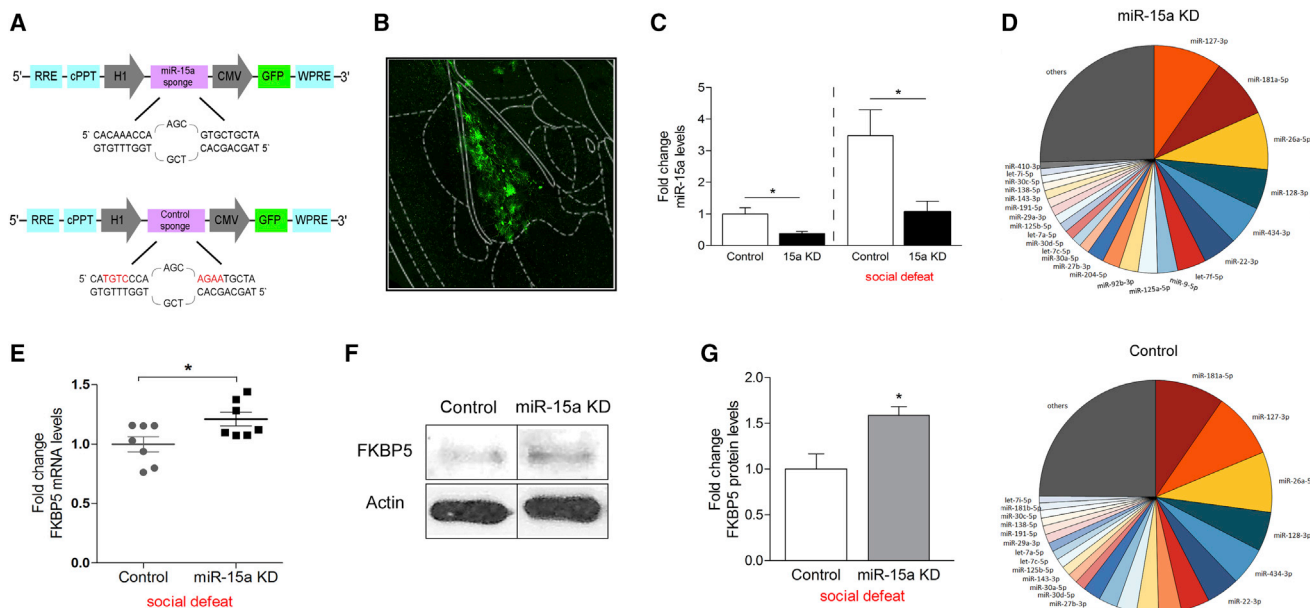 A
5' RRE cPPT H1 miR-15a sponge CMV GFP WPRE -3'
5` CACAAACCA AGC GTGCTGCTA
GTGTTTGGT GCT CACGACGAT 5`
5' RRE cPPT H1 Control sponge CMV GFP WPRE -3'
5` CATGTCCCA AGC AGAATGCTA
GTGTTTGGT GCT CACGACGAT 5`
B
C
Fold change
miR-15a levels
5
4
3
2
1
0
*
*
Control 15a KD Control 15a KD
social defeat
D
miR-15a KD
miR-127-3p
miR-181a-5p
miR-26a-5p
miR-128-3p
miR-434-3p
miR-22-3p
let-7f-5p
miR-9-5p
miR-125a-5p
miR-92b-3p
miR-204-5p
miR-27b-3p
miR-30a-5p
let-7c-5p
miR-30d-5p
let-7a-5p
miR-125b-5p
miR-29a-3p
miR-191-5p
miR-143-3p
miR-138-5p
miR-30c-5p
let-7i-5p
miR-410-3p
others
Control
miR-181a-5p
miR-127-3p
miR-26a-5
miR-128-3p
miR-434-3p
miR-22-3p
miR-27b-3p
miR-30d-5p
miR-30a-5p
miR-143-3p
miR-125b-5p
let-7c-5p
let-7a-5p
miR-29a-3p
miR-191-5p
miR-138-5p
miR-30c-5p
miR-181b-5p
let-7i-5p
others
E
Fold change
FKBP5 mRNA levels
1.5
1.0
0.5
0.0
*
Control miR-15a KD
social defeat
F
Control miR-15a KD
FKBP5
Actin
G
Fold change
FKBP5 protein levels
2.0
1.5
1.0
0.5
0.0
*
Control miR-15a KD
social defeat